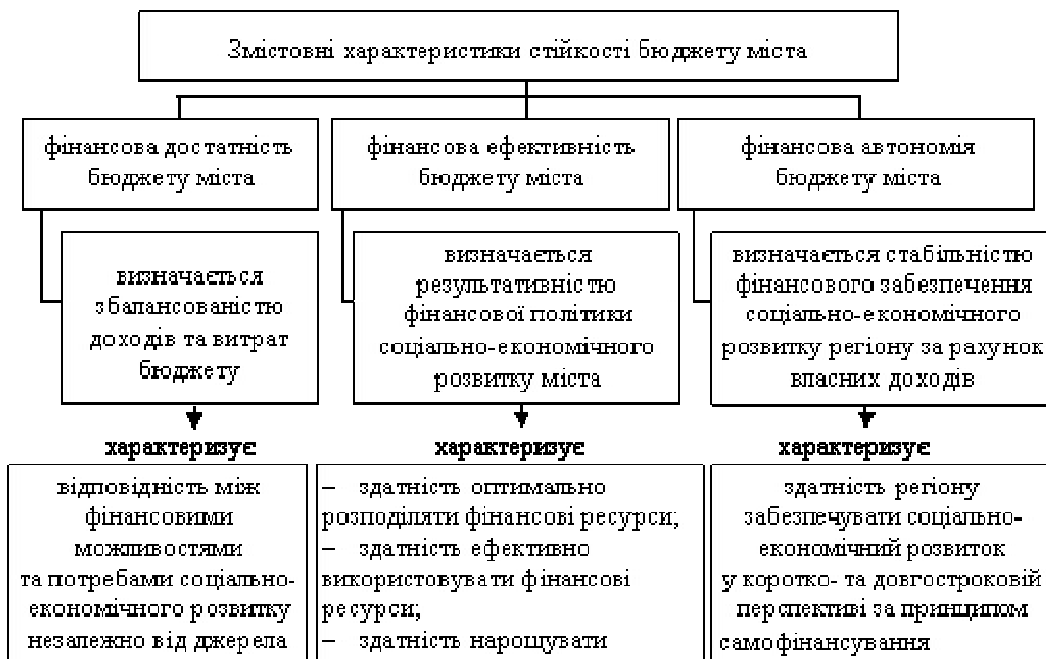 Змістовні характеристики стійкості бюджету міста
фінансова достатність
бюджету міста
фінансова ефективність
бюджету міста
фінансова автономія
бюджету міста
визначається
збалансованістю
доходів та витрат
бюджету
визначається
результативністю
фінансової політики
соціально-економічного
розвитку міста
визначається стабільністю
фінансового забезпечення
соціально-економічного
розвитку регіону за рахунок
власних доходів
характеризує
характеризує
характеризує
відповідність між
фінансовими
можливостями
та потребами соціально-
економічного розвитку
незалежно від джерела
– здатність оптимально
розподіляти фінансові ресурси;
– здатність ефективно
використовувати фінансові
ресурси;
– здатність нарощувати
здатність регіону
забезпечувати соціально-
економічний розвиток
у коротко- та довгостроковій
перспективі за принципом
самофінансування